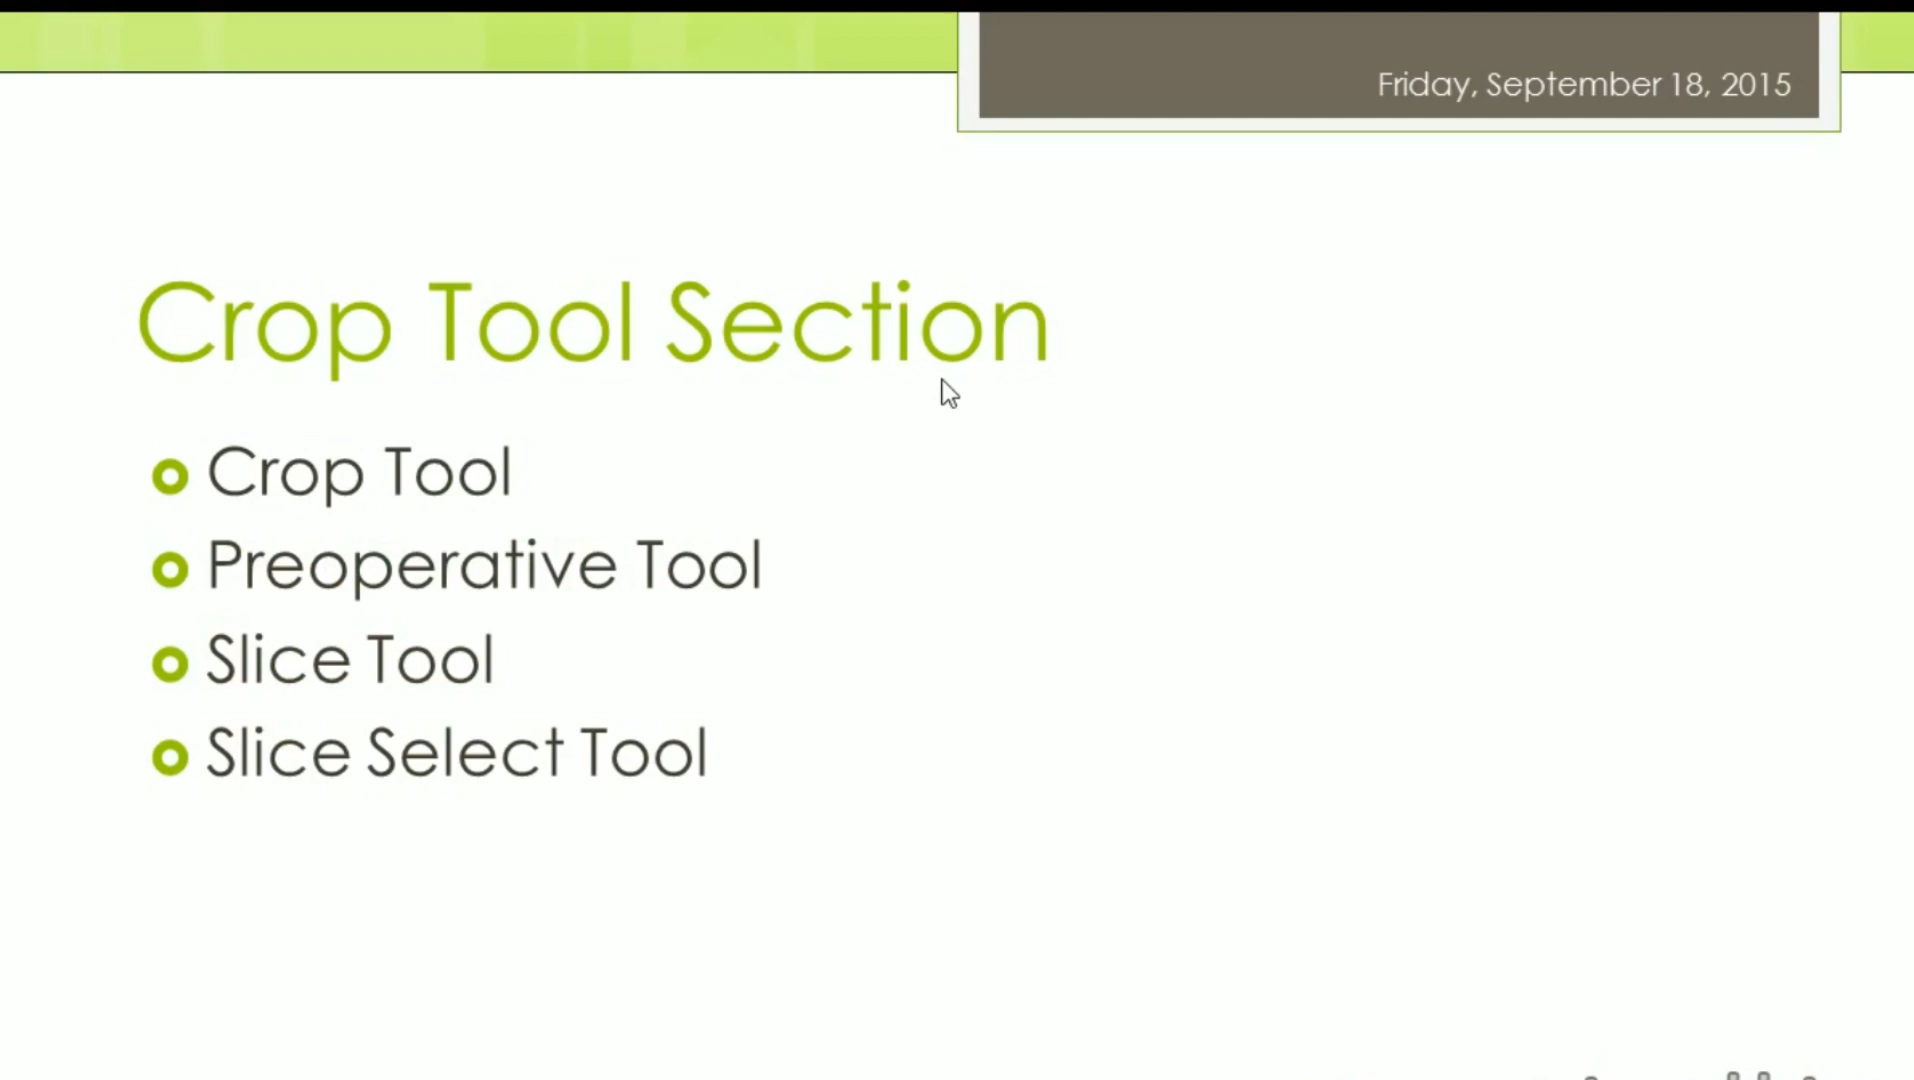 Friday, September 18, 2015
Crop Tool Section
Crop Tool
Preoperative Tool
Slice Tool
Slice Select Tool